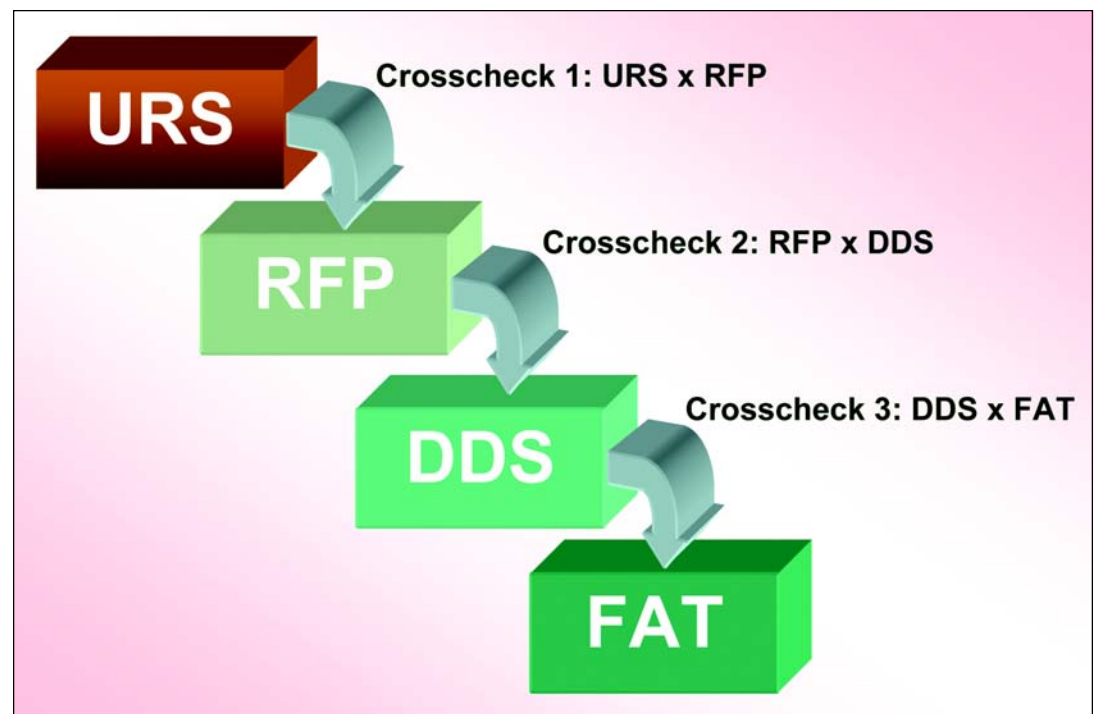 URS
Crosscheck 1: URS x RFP
RFP
Crosscheck 2: RFP x DDS
DDS
Crosscheck 3: DDS x FAT
FAT